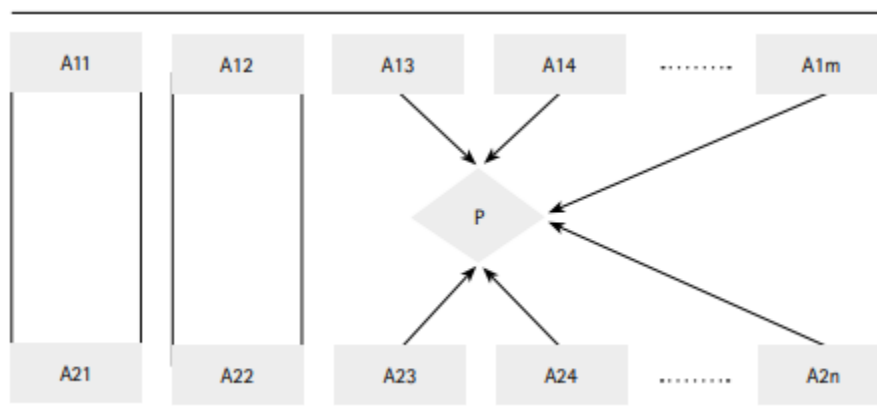 A11 A12 A13 A14 ........ A1m
P
A21 A22 A23 A24 ........ A2n